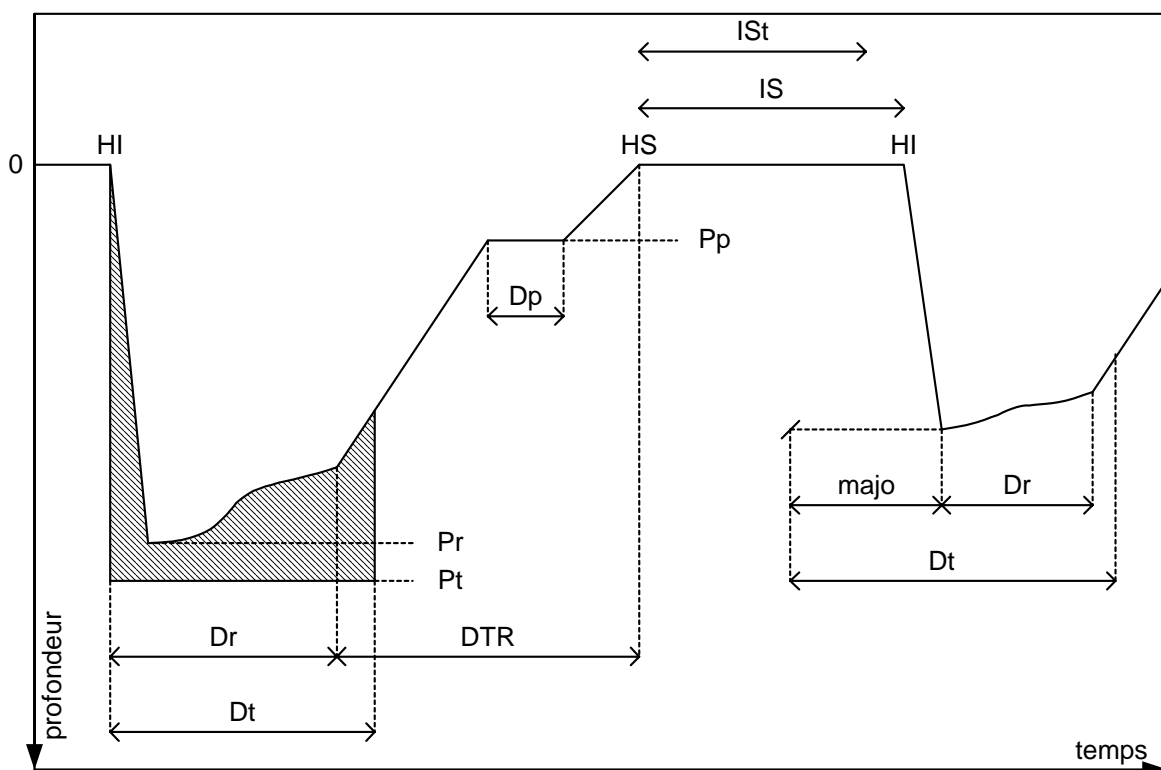 ISt
IS
HI
HS
HI
0
Pp
Dp
majo
Dr
Pr
Dt
Pt
Dr
DTR
Dt
profondeur
temps